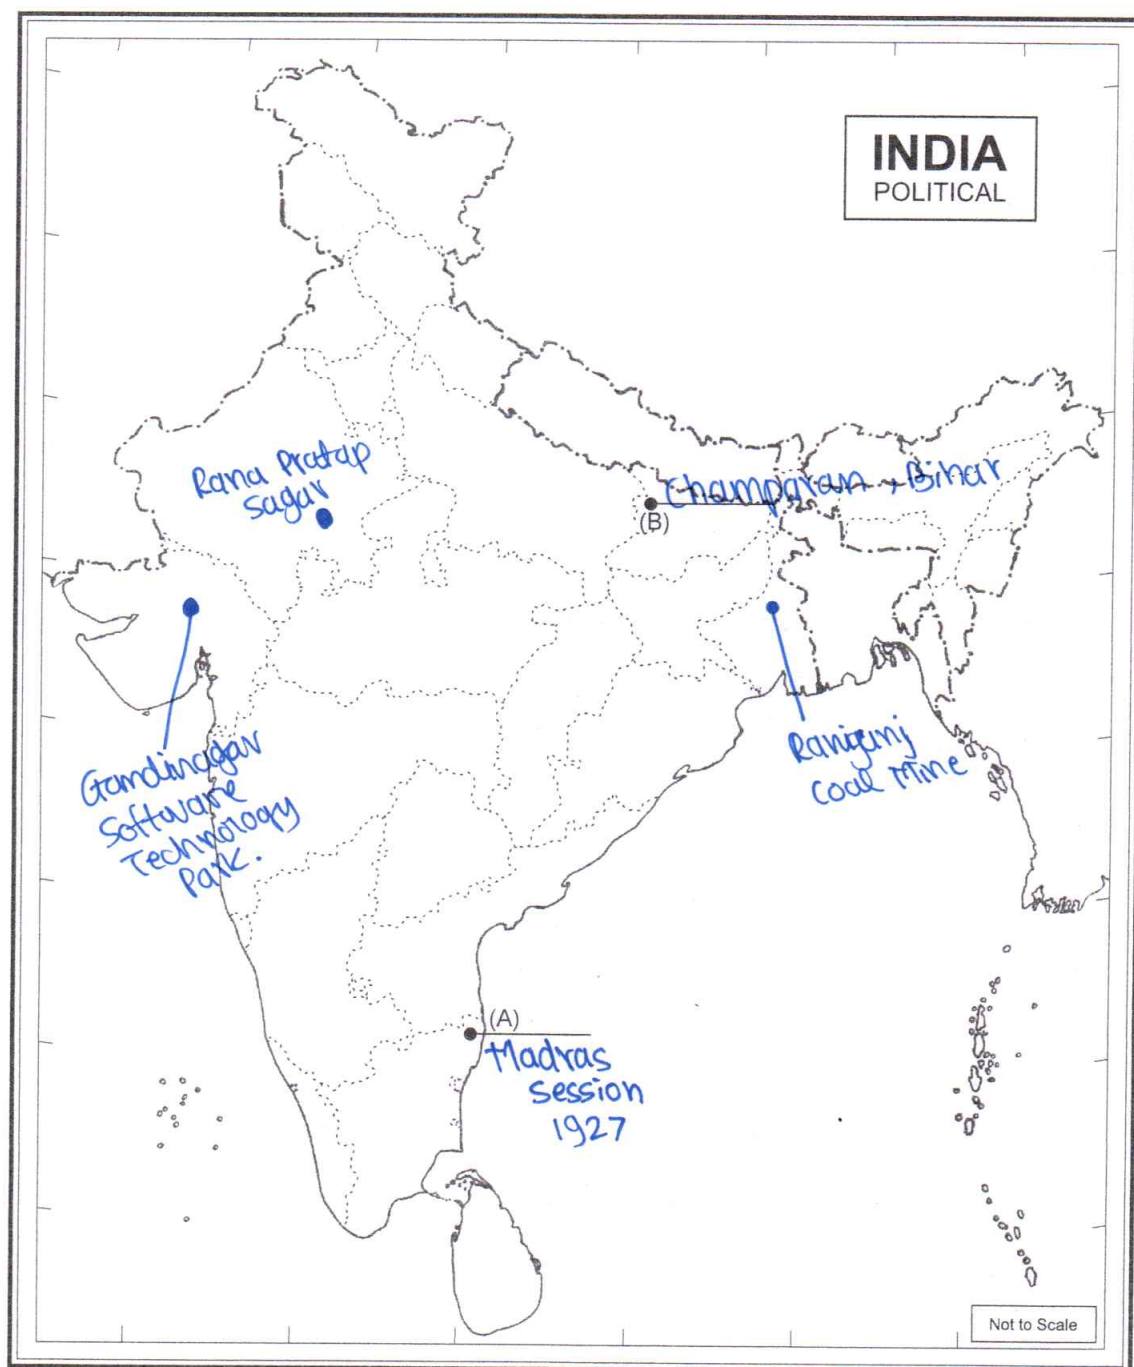 INDIA
POLITICAL
Rana Pratap
Sagar
Champaran, Bihar
(B)
Gandinagar
Software
Technology
Park.
Raniganj
Coal Mine
(A)
Madras
Session
1927
Not to Scale